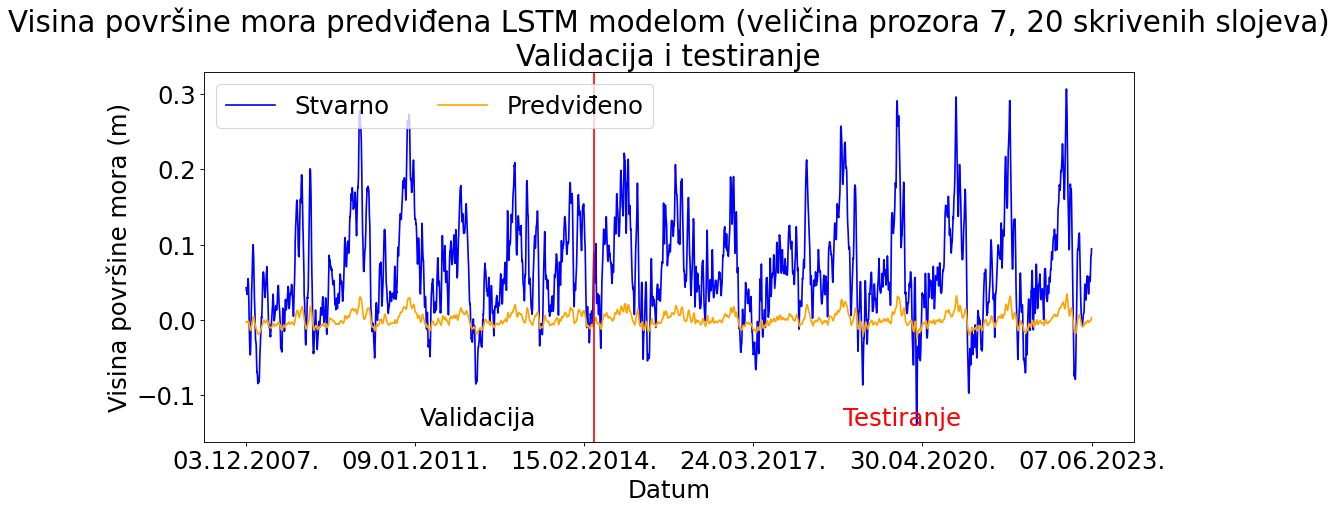 Visina površine mora predviđena LSTM modelom (veličina prozora 7, 20 skrivenih slojeva)
Validacija i testiranje
Stvarno
Predviđeno
Visina površine mora (m)
0.3
0.2
0.1
0.0
−0.1
Validacija
Testiranje
03.12.2007.
09.01.2011.
15.02.2014.
24.03.2017.
30.04.2020.
07.06.2023.
Datum